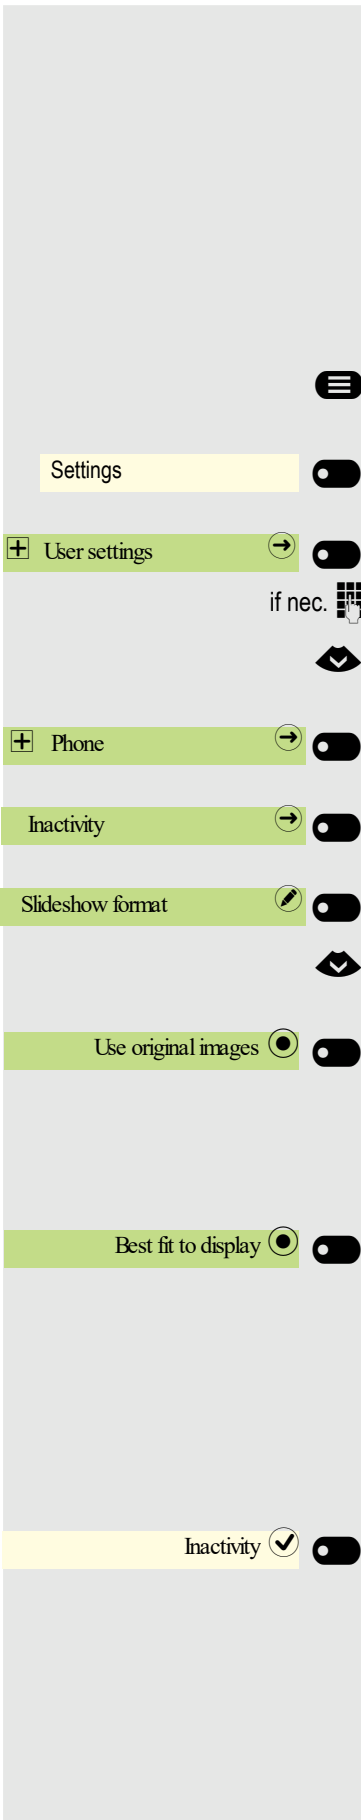 Settings
User settings
if nec.
Phone
Inactivity
Slideshow format
Use original images
Best fit to display
Inactivity